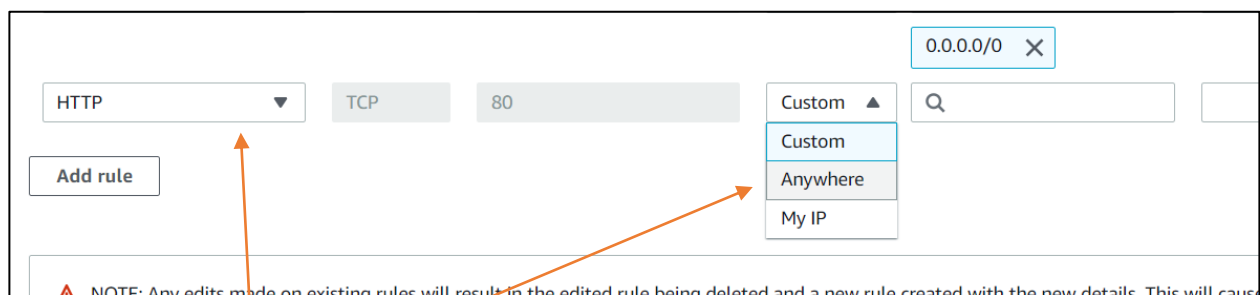 0.0.0.0/0
HTTP TCP 80 Custom
Custom
Anywhere
My IP
Add rule
NOTE: Any edits made on existing rules will result in the edited rule being deleted and a new rule created with the new details. This will